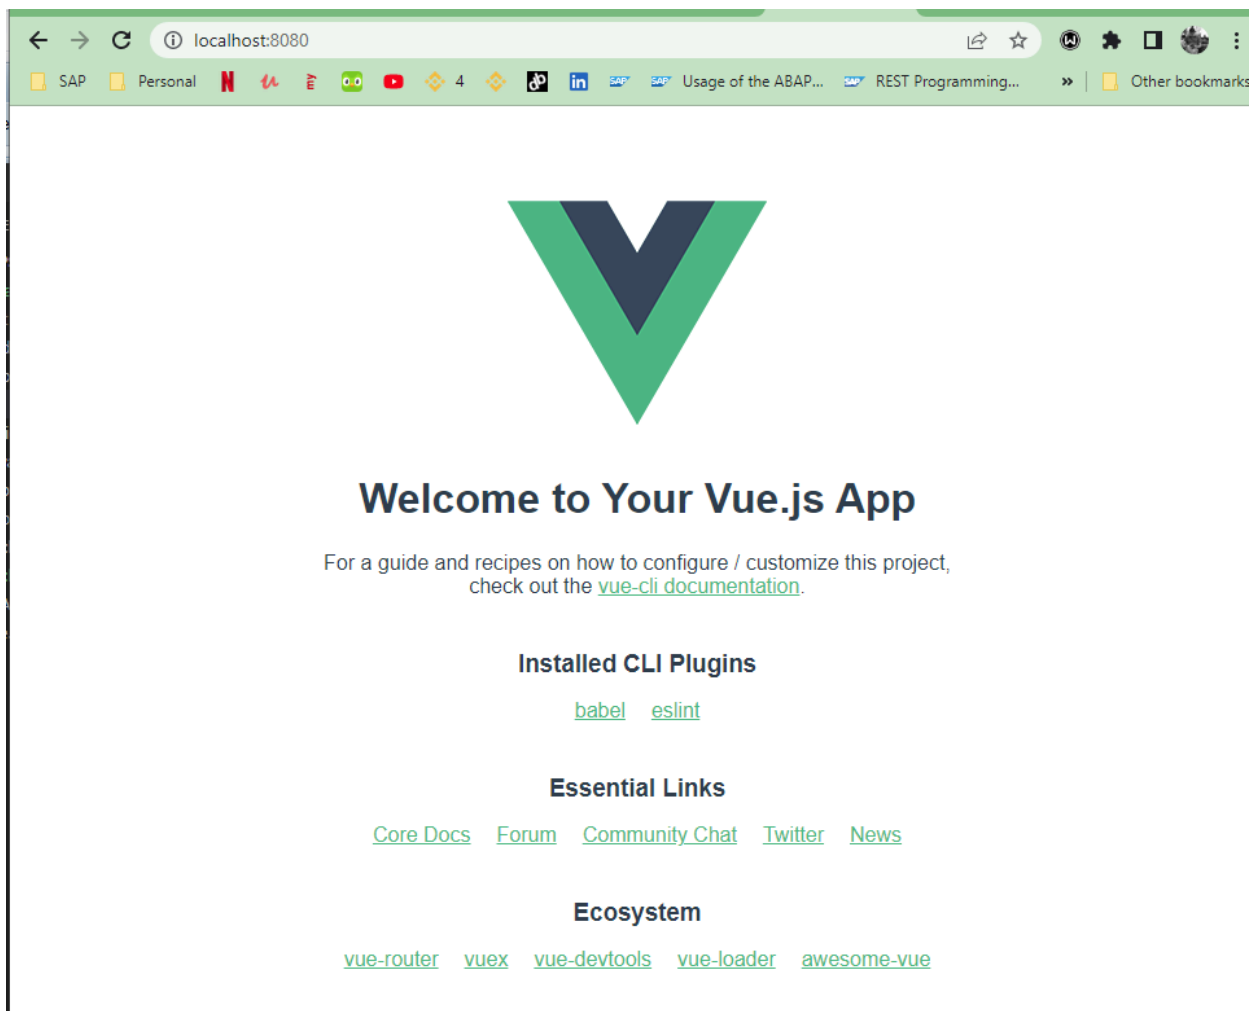 localhost:8080
SAP Personal 4 Usage of the ABAP... REST Programming... » Other bookmarks
Welcome to Your Vue.js App
For a guide and recipes on how to configure / customize this project,
check out the vue-cli documentation.
Installed CLI Plugins
babel eslint
Essential Links
Core Docs Forum Community Chat Twitter News
Ecosystem
vue-router vuex vue-devtools vue-loader awesome-vue